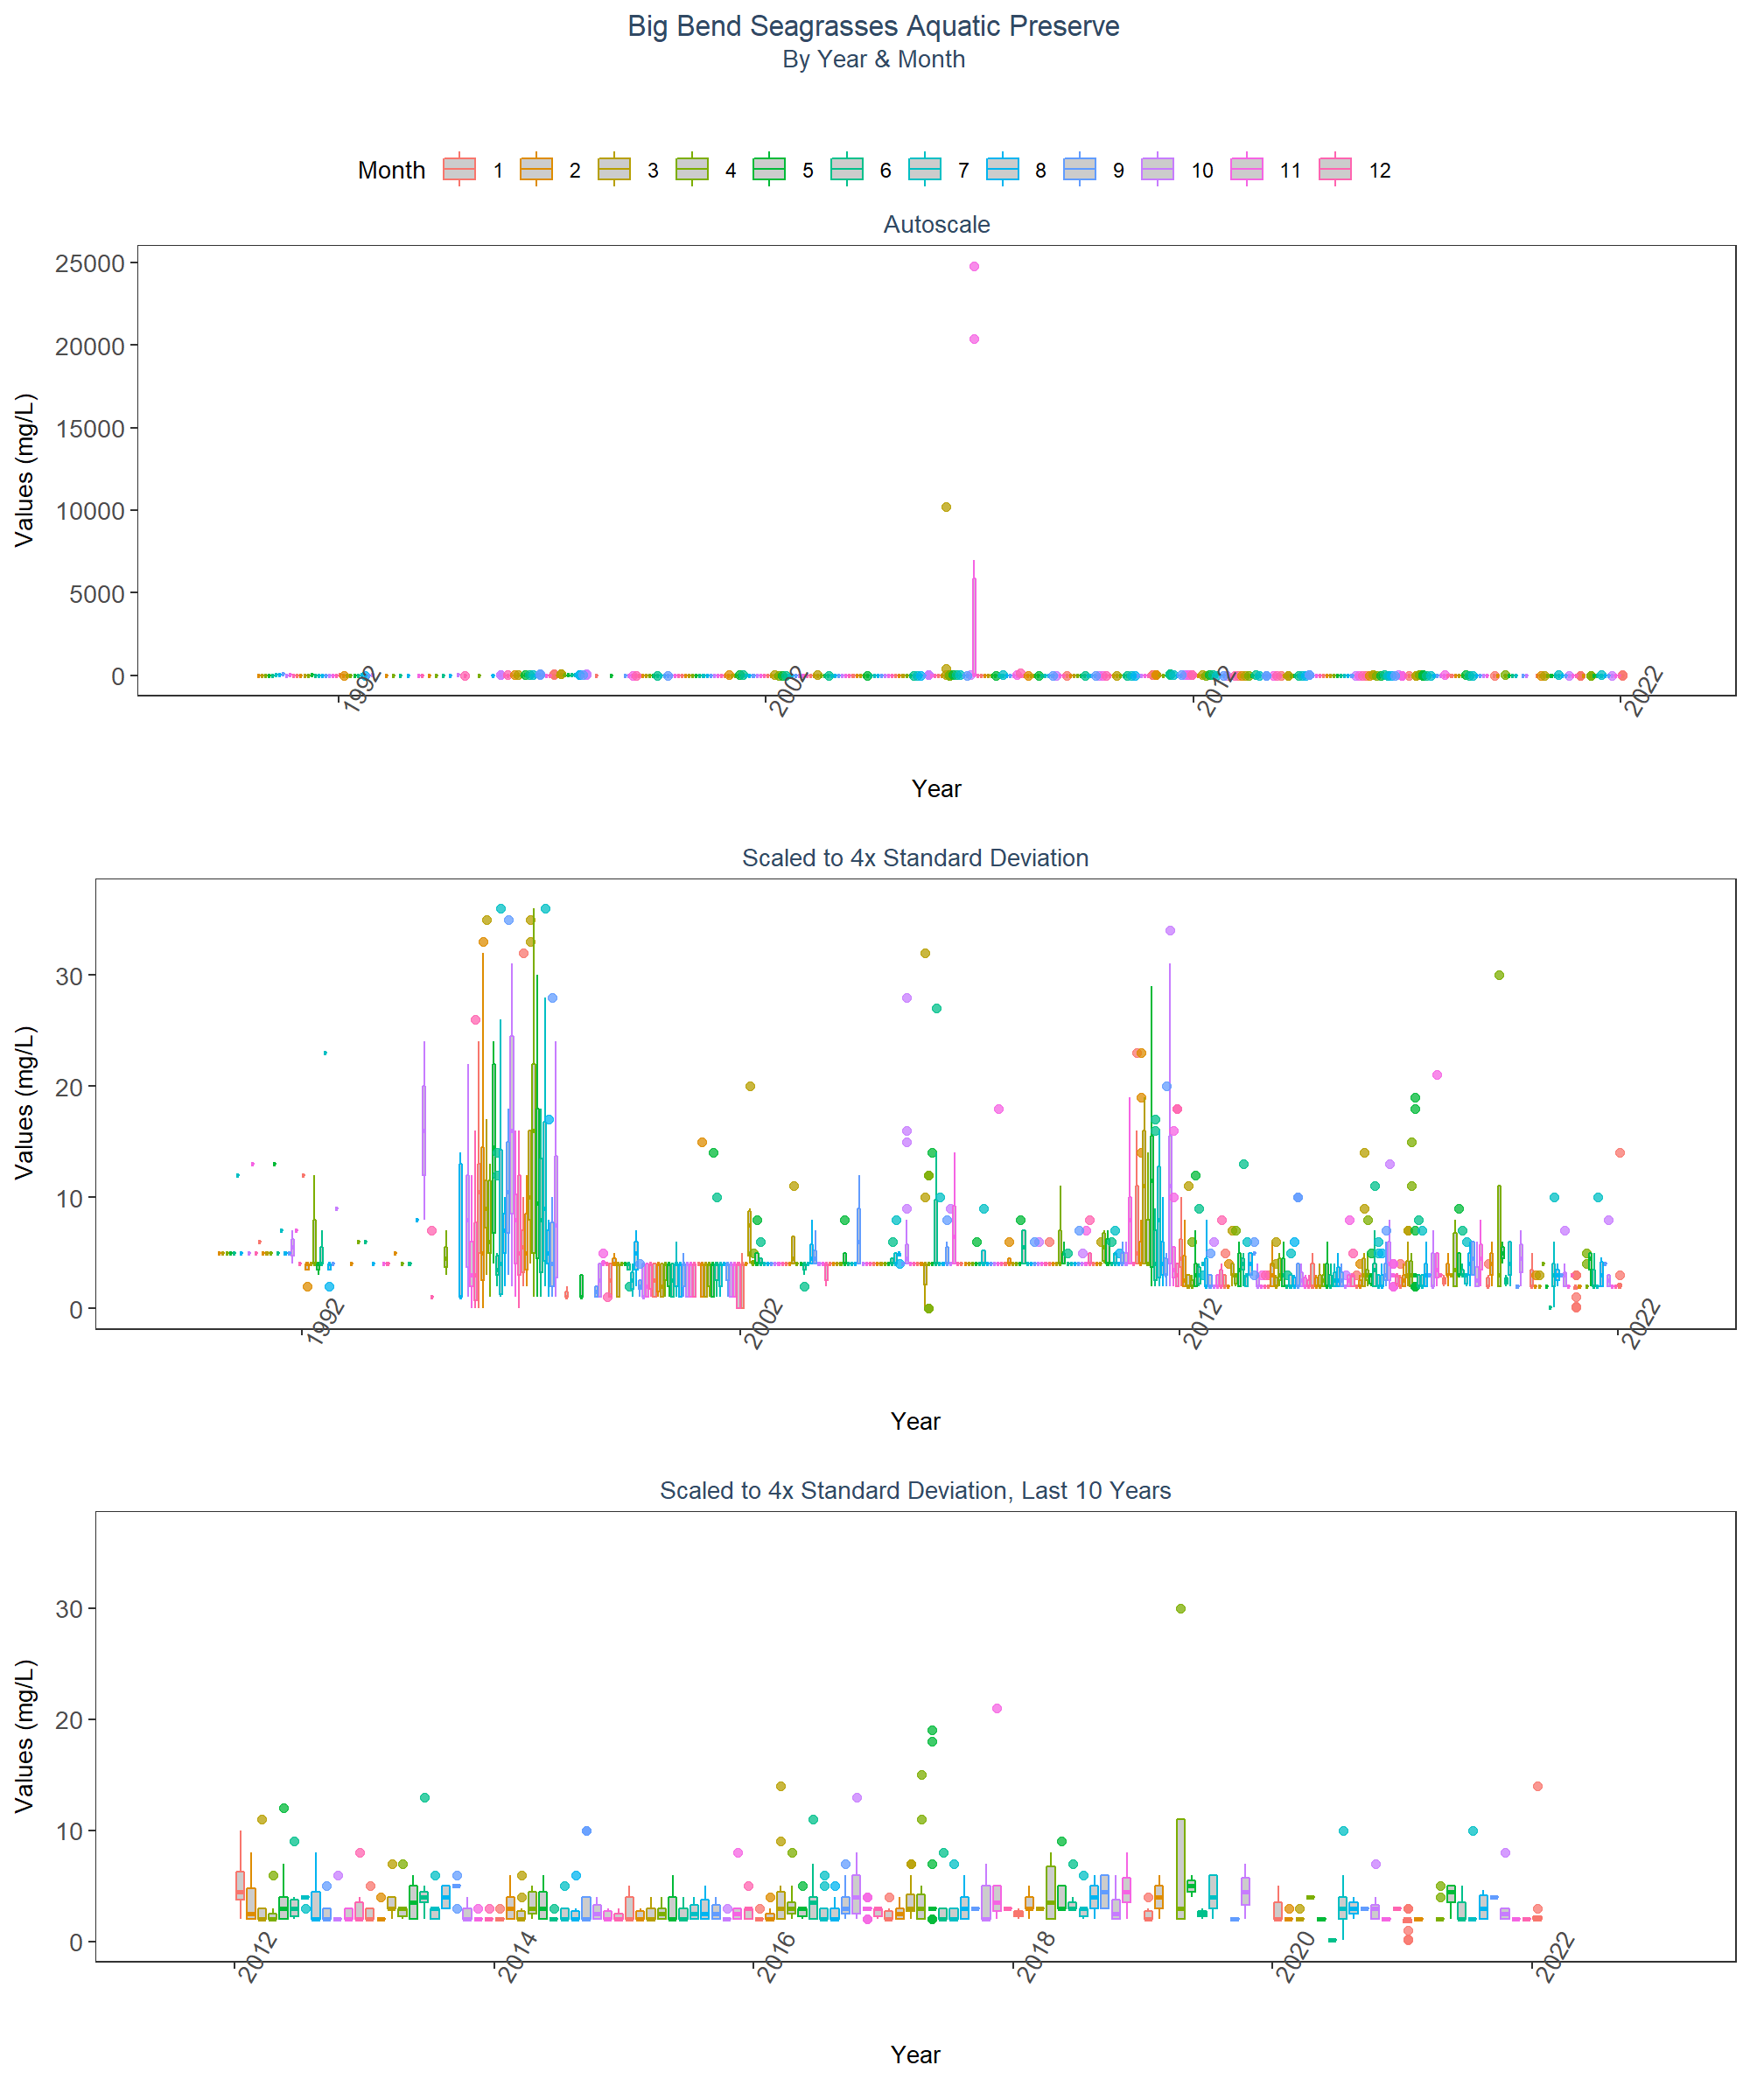 Big Bend Seagrasses Aquatic Preserve
By Year & Month
Month 1 2 3 4 5 6 7 8 9 10 11 12
Autoscale
Values (mg/L)
25000
20000
15000
10000
5000
0
1992 2002 2012 2022
Year
Scaled to 4x Standard Deviation
Values (mg/L)
30
20
10
0
1992 2002 2012 2022
Year
Scaled to 4x Standard Deviation, Last 10 Years
Values (mg/L)
30
20
10
0
2012 2014 2016 2018 2020 2022
Year